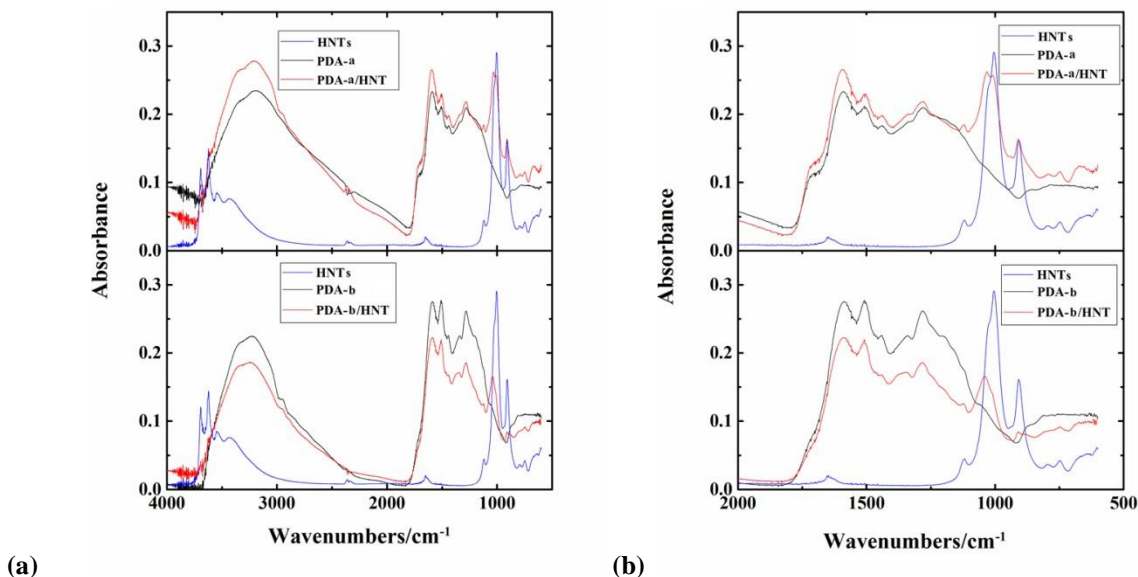 0.3
0.2
0.1
0.0
HNTs
PDA-a
PDA-a/HNT
0.3
0.2
0.1
0.0
HNTs
PDA-b
PDA-b/HNT
Absorbance
4000 3000 2000 1000
Wavenumbers/cm-1
(a)
0.3
0.2
0.1
0.0
HNTs
PDA-a
PDA-a/HNT
0.3
0.2
0.1
0.0
HNTs
PDA-b
PDA-b/HNT
Absorbance
2000 1500 1000 500
Wavenumbers/cm-1
(b)